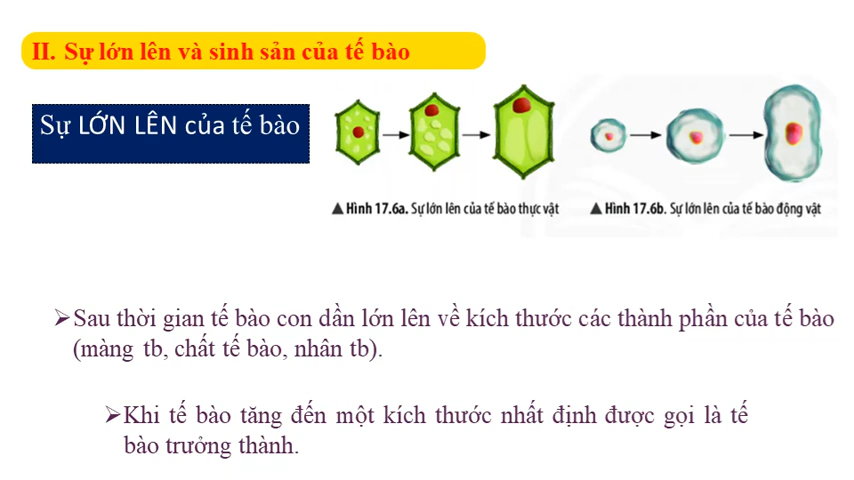 II. Sự lớn lên và sinh sản của tế bào
Sự LỚN LÊN của tế bào
▲ Hình 17.6a. Sự lớn lên của tế bào thực vật
▲ Hình 17.6b. Sự lớn lên của tế bào động vật
➢Sau thời gian tế bào con dần lớn lên về kích thước các thành phần của tế bào
(màng tb, chất tế bào, nhân tb).
➢Khi tế bào tăng đến một kích thước nhất định được gọi là tế
bào trưởng thành.